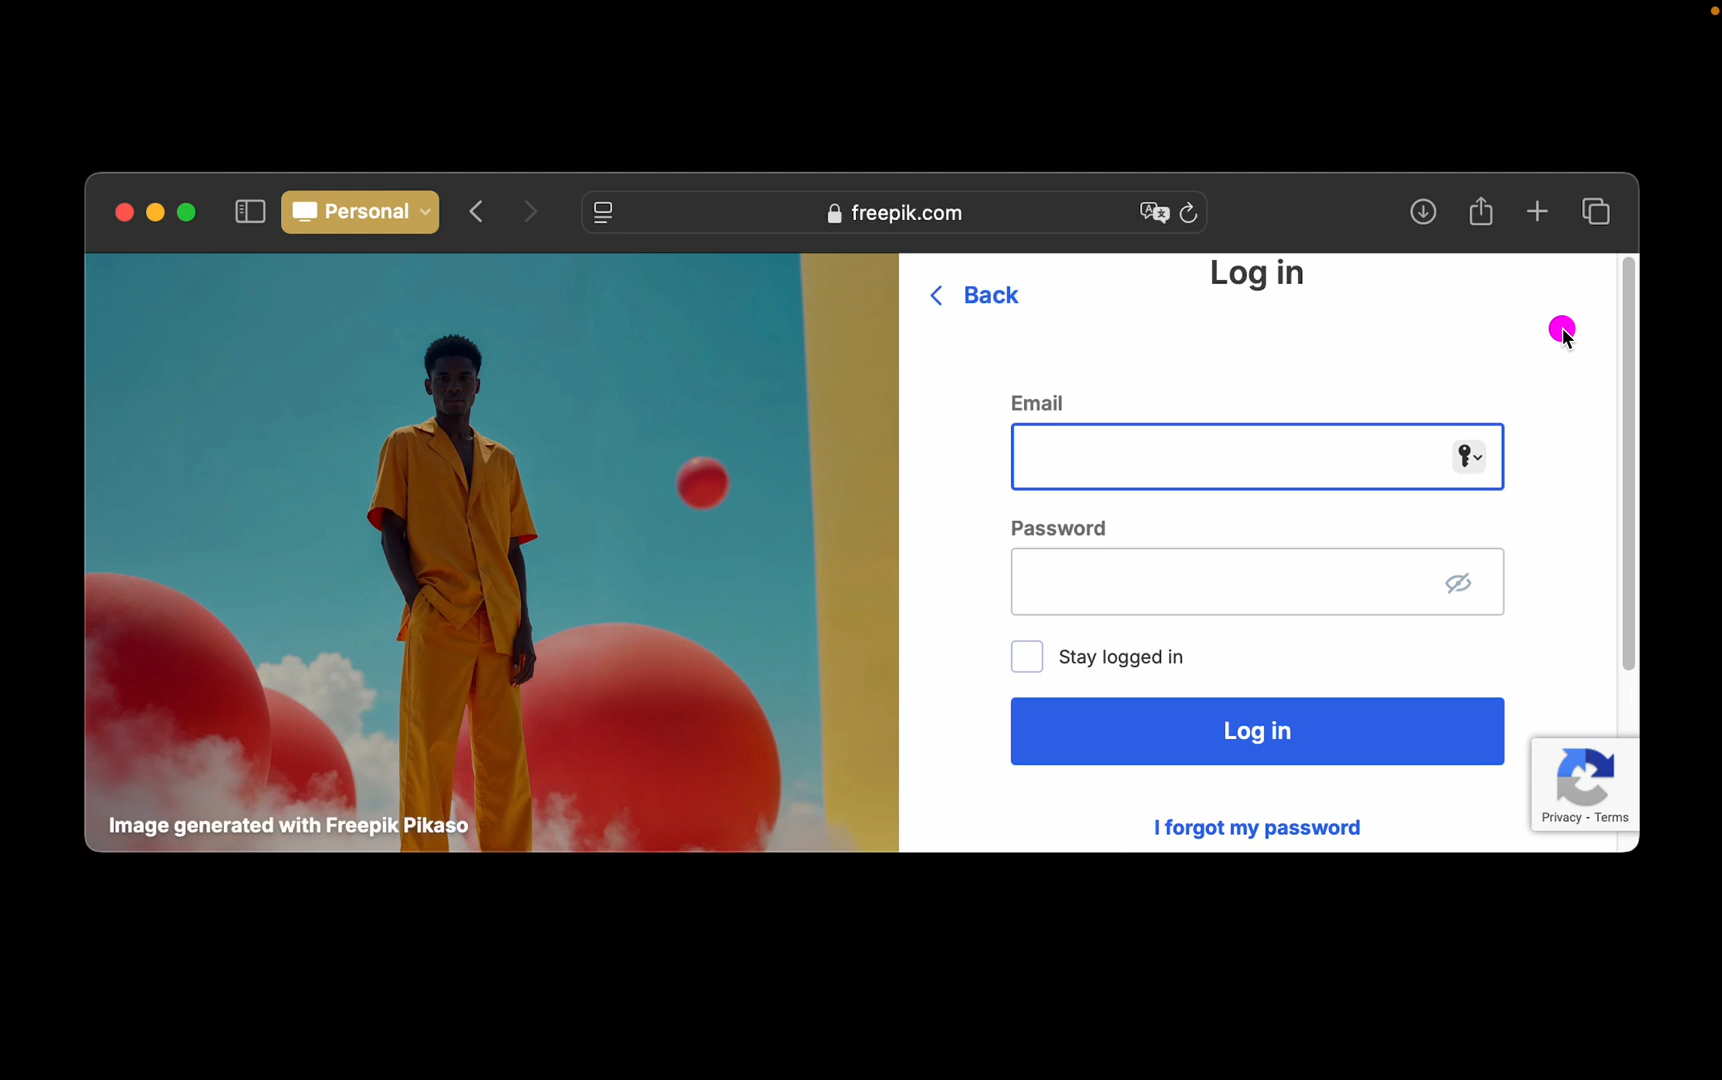 Personal
freepik.com
Log in
Back
Email
Password
Stay logged in
Log in
Privacy - Terms
Image generated with Freepik Pikaso
I forgot my password